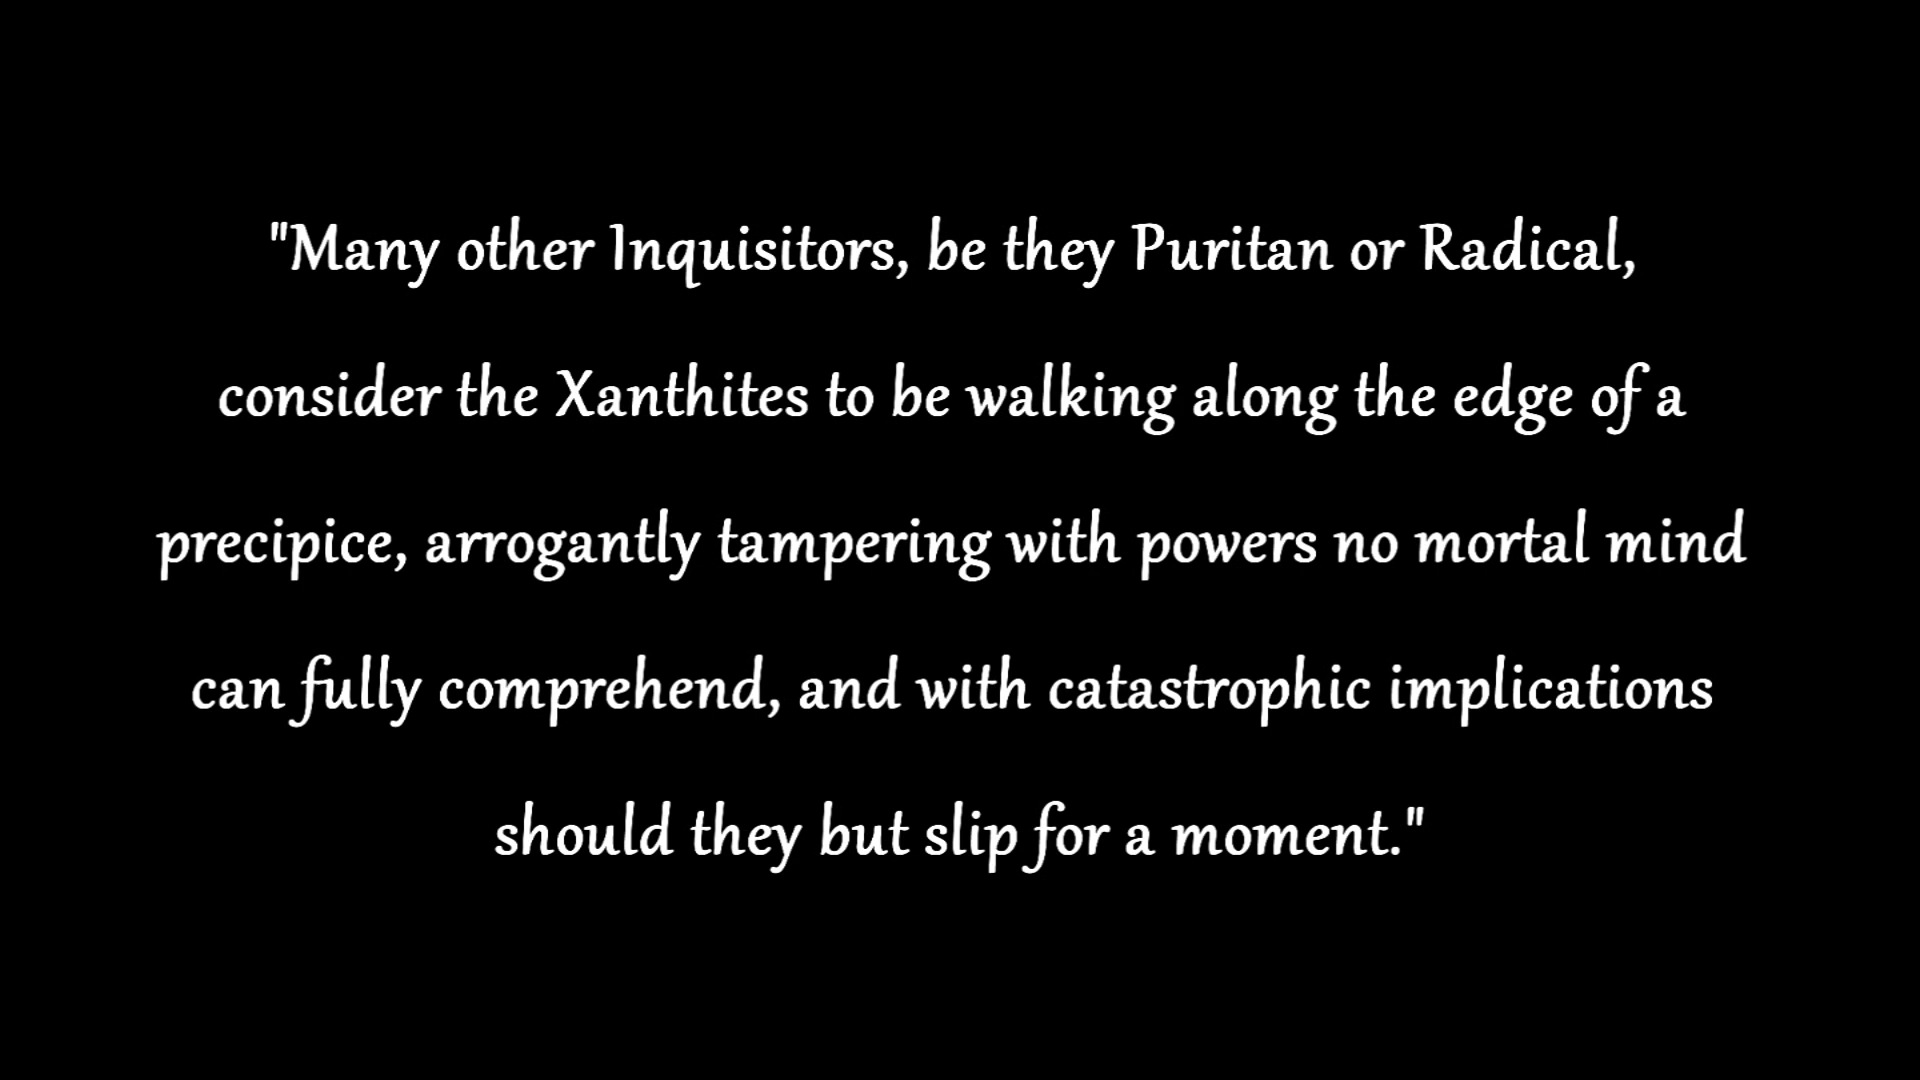 "Many other Inquisitors, be they Puritan or Radical,
consider the Xanthites to be walking along the edge of a
precipice, arrogantly tampering with powers no mortal mind
can fully comprehend, and with catastrophic implications
should they but slip for a moment."